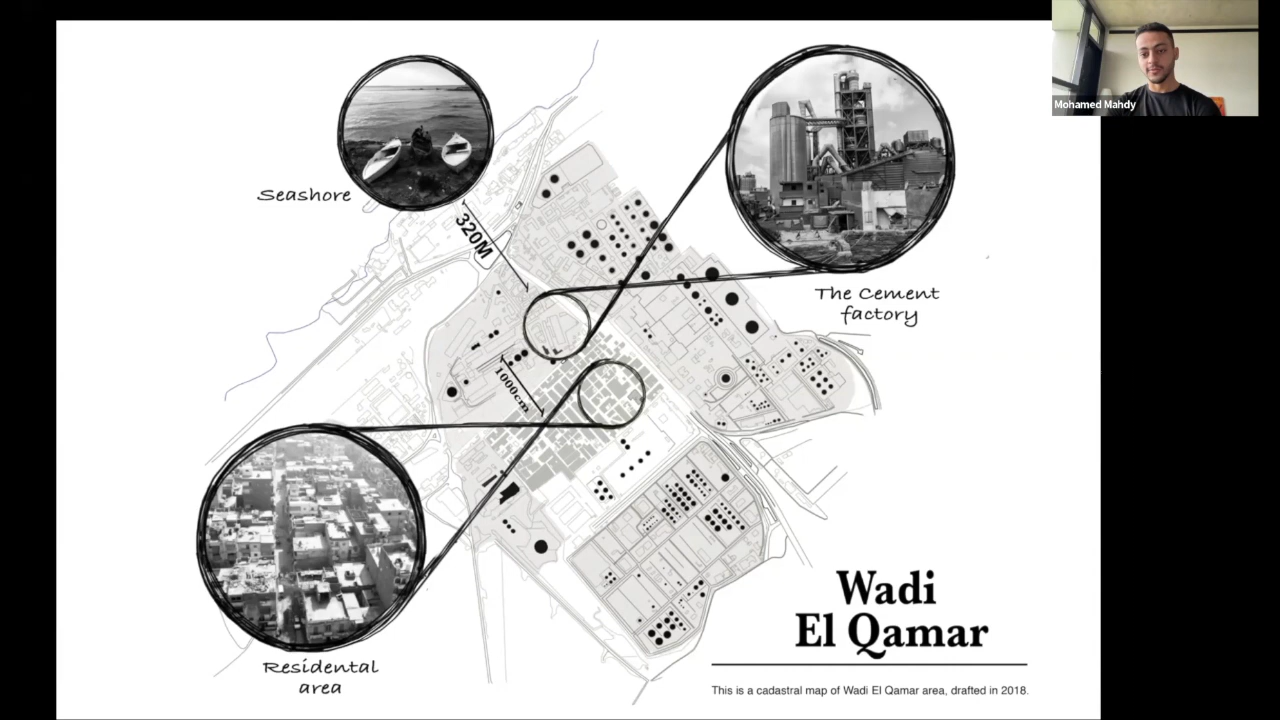 Mohamed Mahdy
Seashore
320M
The Cement
factory
1000cm
Residental
area
Wadi
El Qamar
This is a cadastral map of Wadi El Qamar area, drafted in 2018.